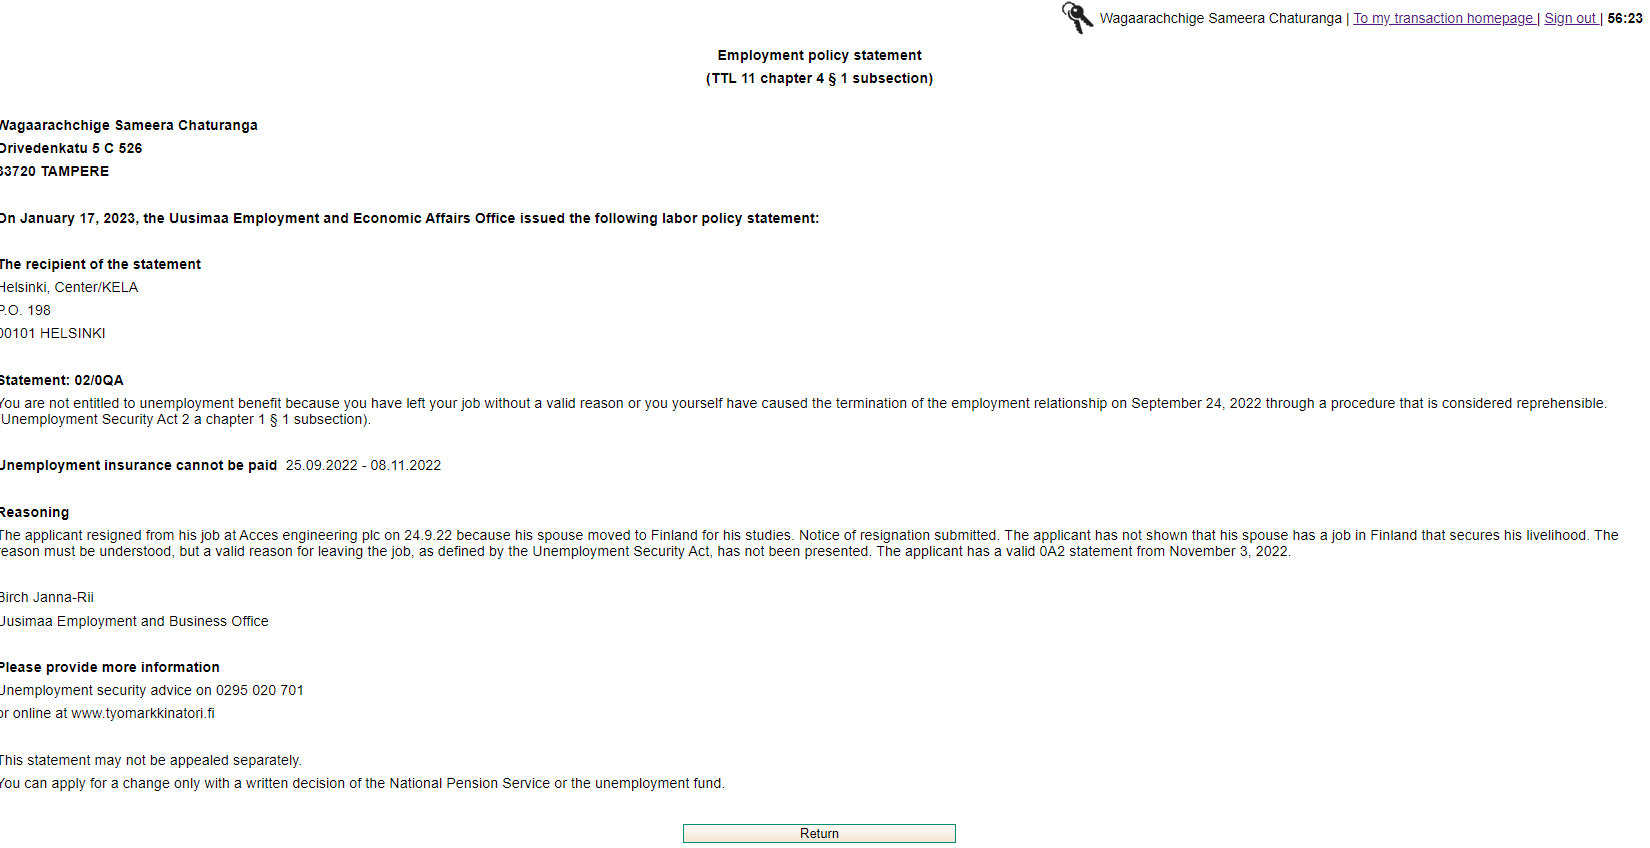 Wagaarachchige Sameera Chaturanga | To my transaction homepage | Sign out | 56:23
Employment policy statement
(TTL 11 chapter 4 § 1 subsection)
Wagaarachchige Sameera Chaturanga
Orivedenkatu 5 C 526
33720 TAMPERE
On January 17, 2023, the Uusimaa Employment and Economic Affairs Office issued the following labor policy statement:
The recipient of the statement
Helsinki, Center/KELA
P.O. 198
00101 HELSINKI
Statement: 02/0QA
You are not entitled to unemployment benefit because you have left your job without a valid reason or you yourself have caused the termination of the employment relationship on September 24, 2022 through a procedure that is considered reprehensible.
(Unemployment Security Act 2 a chapter 1 § 1 subsection).
Unemployment insurance cannot be paid 25.09.2022 - 08.11.2022
Reasoning
The applicant resigned from his job at Acces engineering plc on 24.9.22 because his spouse moved to Finland for his studies. Notice of resignation submitted. The applicant has not shown that his spouse has a job in Finland that secures his livelihood. The
reason must be understood, but a valid reason for leaving the job, as defined by the Unemployment Security Act, has not been presented. The applicant has a valid 0A2 statement from November 3, 2022.
Birch Janna-Rii
Uusimaa Employment and Business Office
Please provide more information
Unemployment security advice on 0295 020 701
or online at www.tyomarkkinatori.fi
This statement may not be appealed separately.
You can apply for a change only with a written decision of the National Pension Service or the unemployment fund.
Return